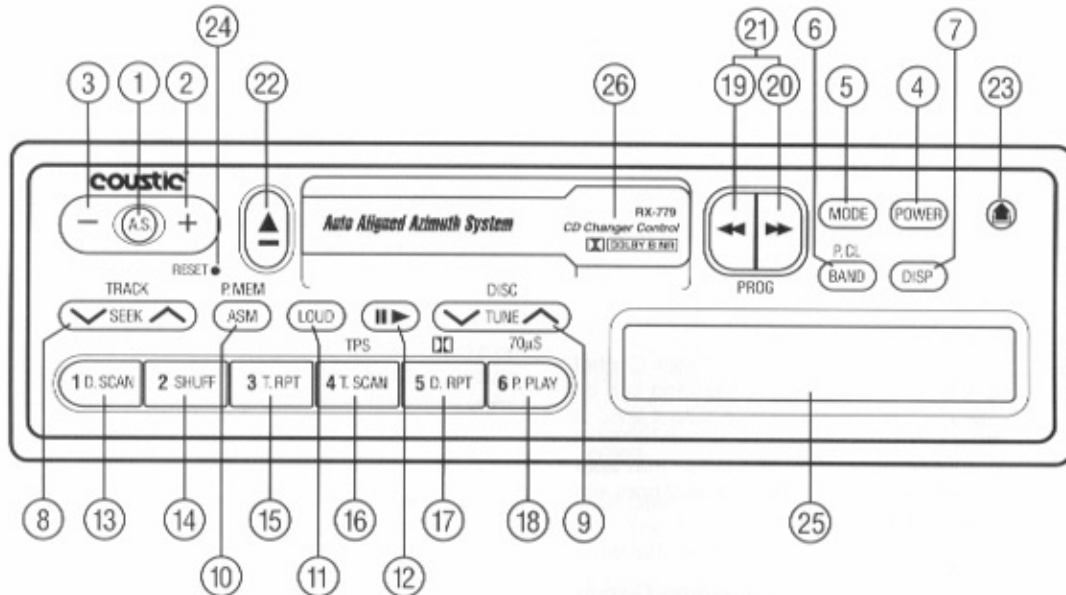 24
21
6
7
3
1
2
22
26
19
20
5
4
23
coustic
− A.S. +
RESET
Auto Aligned Azimuth System
RX-779
CD Changer Control
DOLBY B NR
PROG
MODE
POWER
P.CL
BAND
DISP
TRACK
SEEK
P.MEM
ASM
LOUD
DISC
TUNE
TPS
70µS
1 D. SCAN
2 SHUFF
3 T. RPT
4 T. SCAN
5 D. RPT
6 P. PLAY
8
13
14
15
16
17
18
9
25
10
11
12